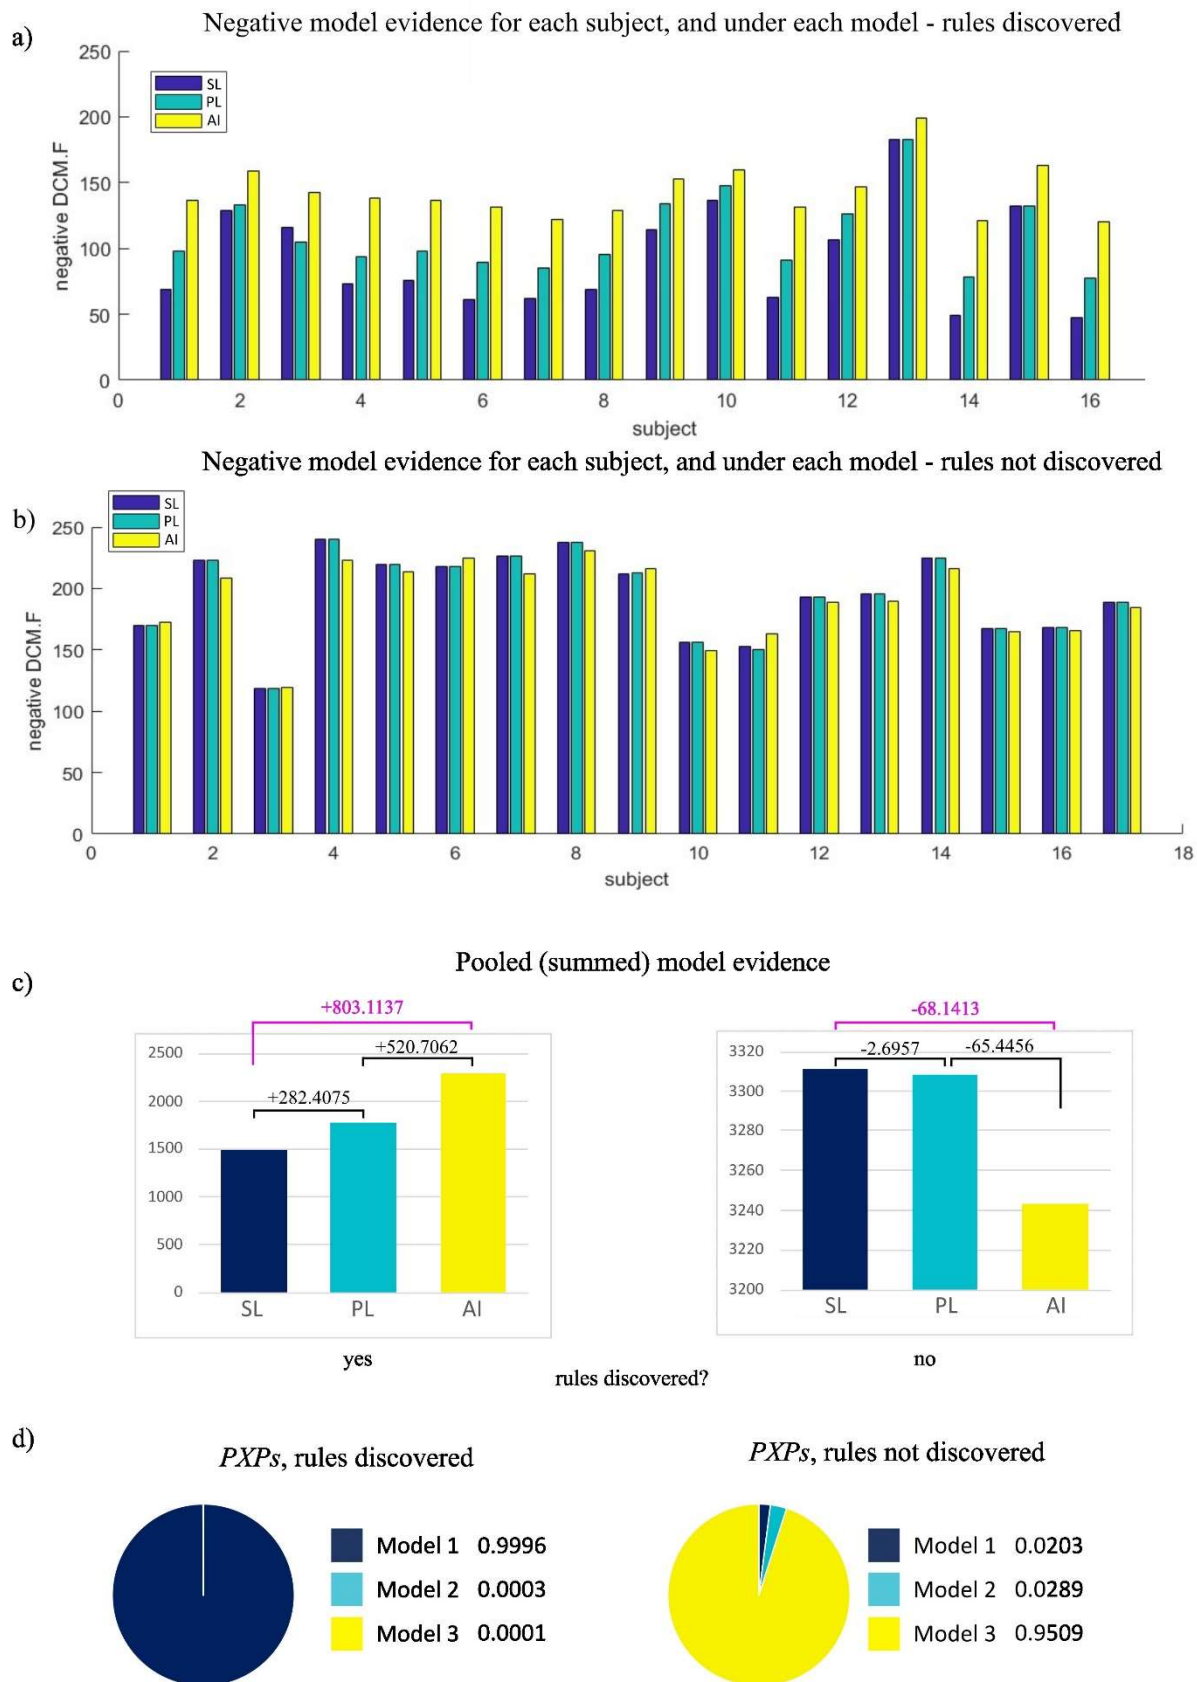 a)
Negative model evidence for each subject, and under each model - rules discovered
250
200
150
100
50
0
negative DCM.F
SL
PL
AI
0 2 4 6 8 10 12 14 16
subject
Negative model evidence for each subject, and under each model - rules not discovered
b)
SL
PL
AI
250
200
150
100
50
0
negative DCM.F
0 2 4 6 8 10 12 14 16 18
subject
c)
Pooled (summed) model evidence
+803.1137
+520.7062
+282.4075
2500
2000
1500
1000
500
0
SL PL AI
yes
-68.1413
-2.6957 -65.4456
3320
3300
3280
3260
3240
3220
3200
SL PL AI
no
rules discovered?
d)
PXPs, rules discovered
Model 1 0.9996
Model 2 0.0003
Model 3 0.0001
PXPs, rules not discovered
Model 1 0.0203
Model 2 0.0289
Model 3 0.9509